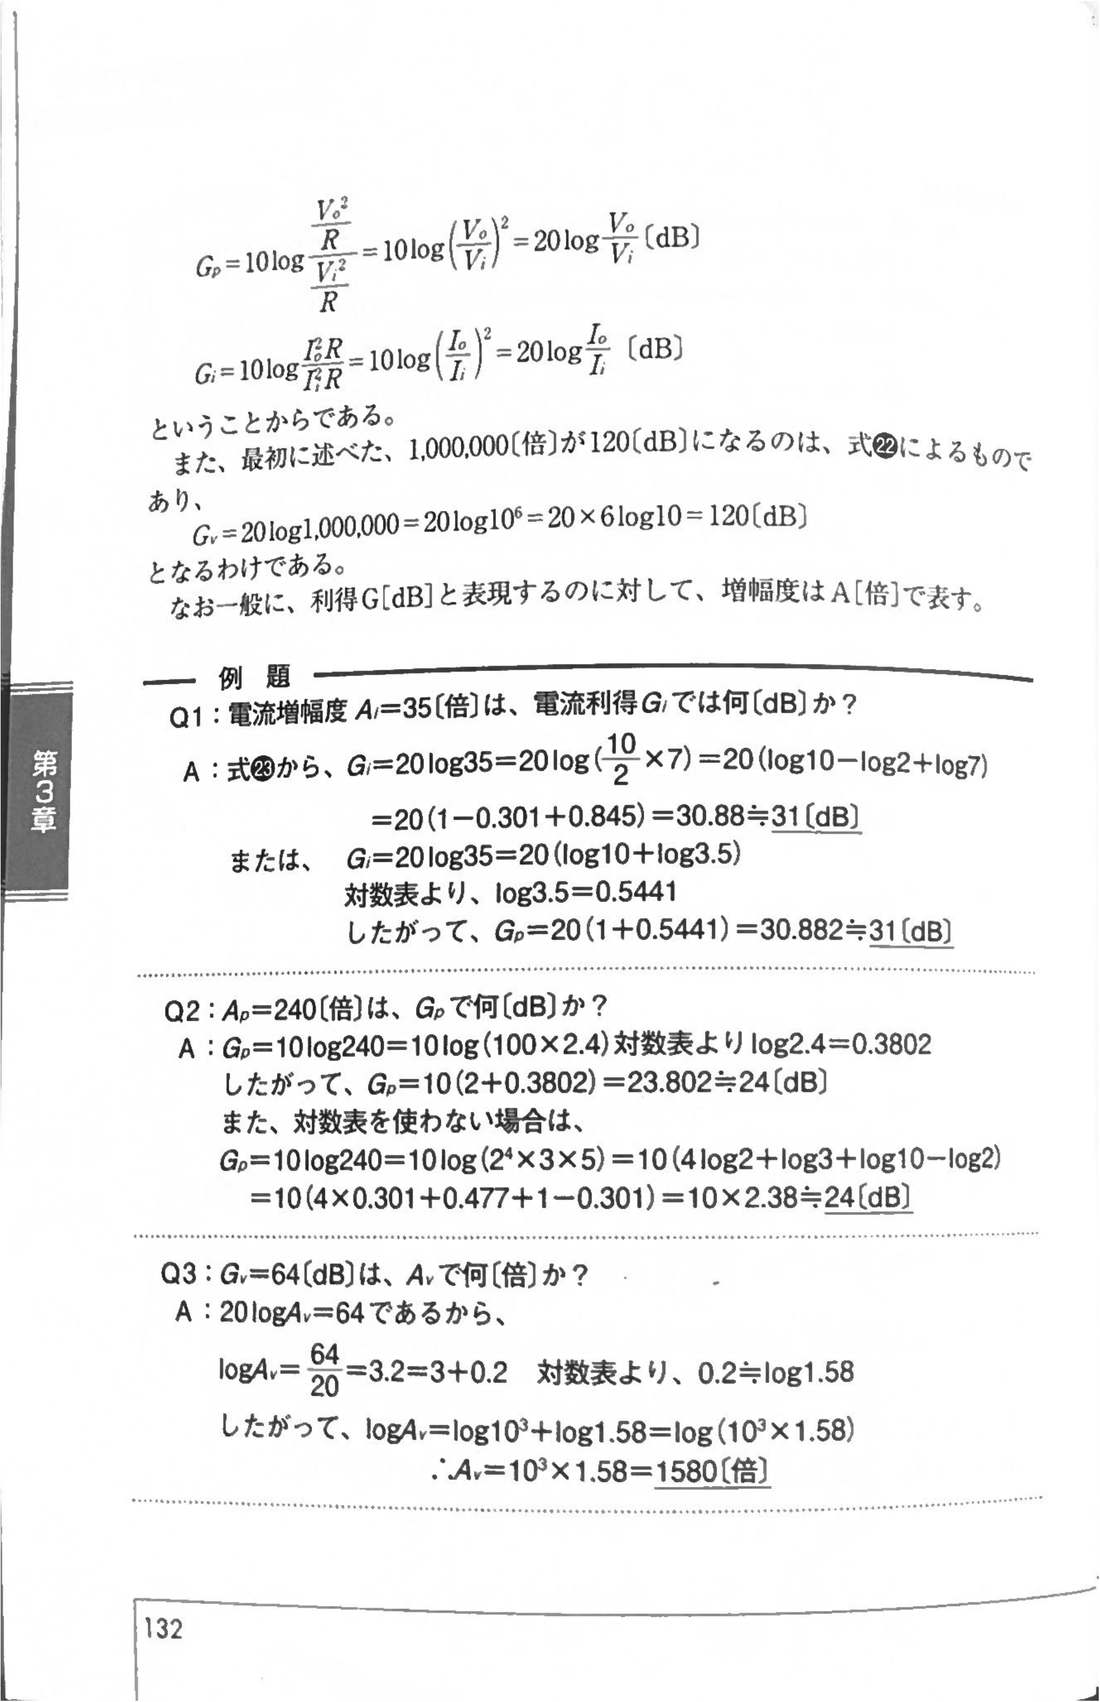 Gp=10log (Vo²/R)/(Vi²/R)=10log(Vo/Vi)²=20log Vo/Vi〔dB〕
Gi=10log Io²R/Ii²R=10log(Io/Ii)²=20log Io/Ii〔dB〕
ということからである。
また、最初に述べた、1,000,000〔倍〕が120〔dB〕になるのは、式㉒によるもので
あり、
Gv=20log1,000,000=20log10⁶=20×6log10=120〔dB〕
となるわけである。
なお一般に、利得G[dB]と表現するのに対して、増幅度はA[倍]で表す。
例 題
Q1：電流増幅度Ai=35〔倍〕は、電流利得Giでは何〔dB〕か？
A：式㉓から、Gi=20log35=20log(10/2×7)=20(log10−log2+log7)
=20(1−0.301+0.845)=30.88≒31〔dB〕
または、 Gi=20log35=20(log10+log3.5)
対数表より、log3.5=0.5441
したがって、Gp=20(1+0.5441)=30.882≒31〔dB〕
第3章
Q2：Ap=240〔倍〕は、Gpで何〔dB〕か？
A：Gp=10log240=10log(100×2.4)対数表よりlog2.4=0.3802
したがって、Gp=10(2+0.3802)=23.802≒24〔dB〕
また、対数表を使わない場合は、
Gp=10log240=10log(2⁴×3×5)=10(4log2+log3+log10−log2)
=10(4×0.301+0.477+1−0.301)=10×2.38≒24〔dB〕
Q3：Gv=64〔dB〕は、Avで何〔倍〕か？
A：20logAv=64であるから、
logAv=64/20=3.2=3+0.2 対数表より、0.2≒log1.58
したがって、logAv=log10³+log1.58=log(10³×1.58)
∴Av=10³×1.58=1580〔倍〕
132